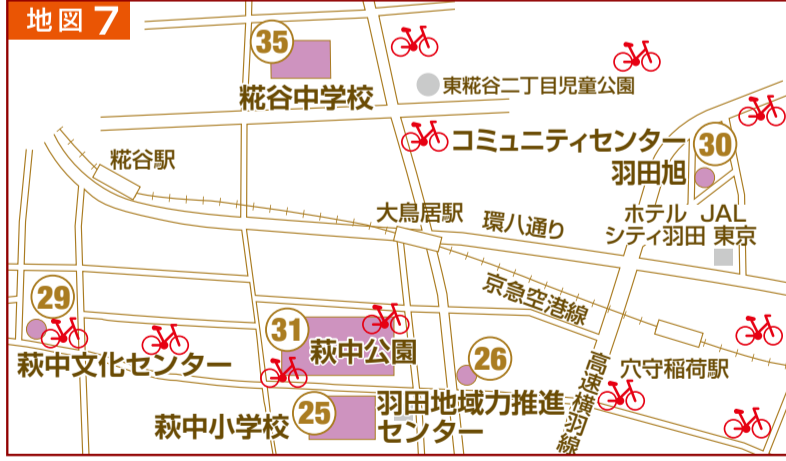 地図 7
35
糀谷中学校
東糀谷二丁目児童公園
コミュニティセンター
羽田旭
30
糀谷駅
大鳥居駅
環八通り
ホテル JAL
シティ羽田 東京
京急空港線
29
萩中文化センター
31
萩中公園
26
羽田地域力推進
センター
高速横羽線
穴守稲荷駅
25
萩中小学校